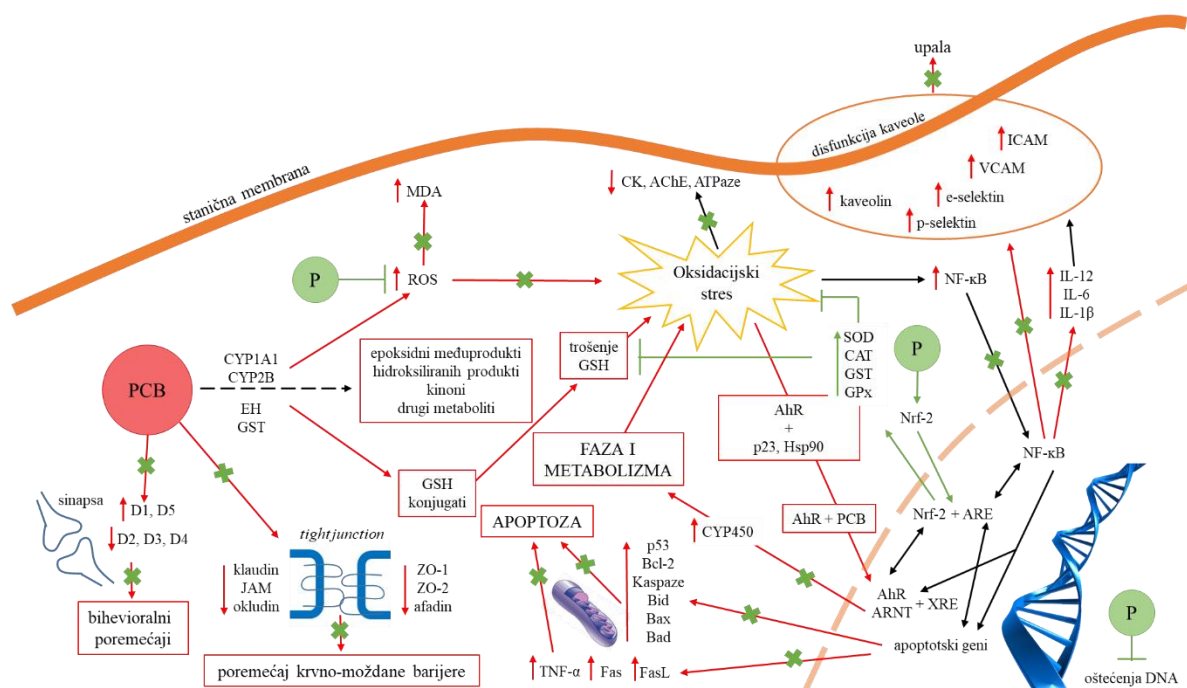 upala
disfunkcija kaveole
ICAM
VCAM
e-selektin
kaveolin
p-selektin
stanična membrana
MDA
CK, AChE, ATPaze
P
ROS
Oksidacijski
stres
NF-κB
IL-12
IL-6
IL-1β
PCB
CYP1A1
CYP2B
EH
GST
epoksidni međuprodukti
hidroksiliranih produkti
kinoni
drugi metaboliti
trošenje
GSH
SOD
CAT
GST
GPx
P
Nrf-2
AhR
+
p23, Hsp90
FAZA I
METABOLIZMA
GSH
konjugati
NF-κB
sinapsa
D1, D5
D2, D3, D4
bihevioralni
poremećaji
tight junction
klaudin
JAM
okludin
ZO-1
ZO-2
afadin
poremećaj krvno-moždane barijere
APOPTOZA
CYP450
AhR + PCB
Nrf-2 + ARE
p53
Bcl-2
Kaspaze
Bid
Bax
Bad
AhR
ARNT
+ XRE
apoptotski geni
TNF-α
Fas
FasL
P
oštećenja DNA